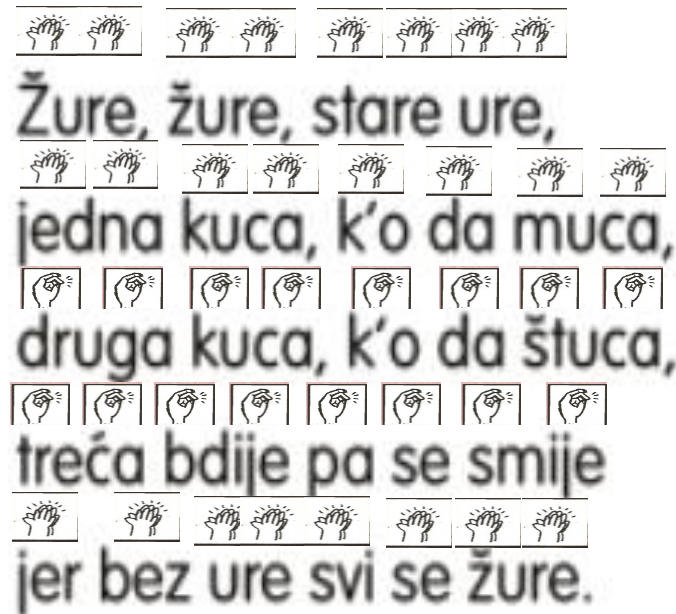 Žure, žure, stare ure,
jedna kuca, k'o da muca,
druga kuca, k'o da štuca,
treća bdije pa se smije
jer bez ure svi se žure.